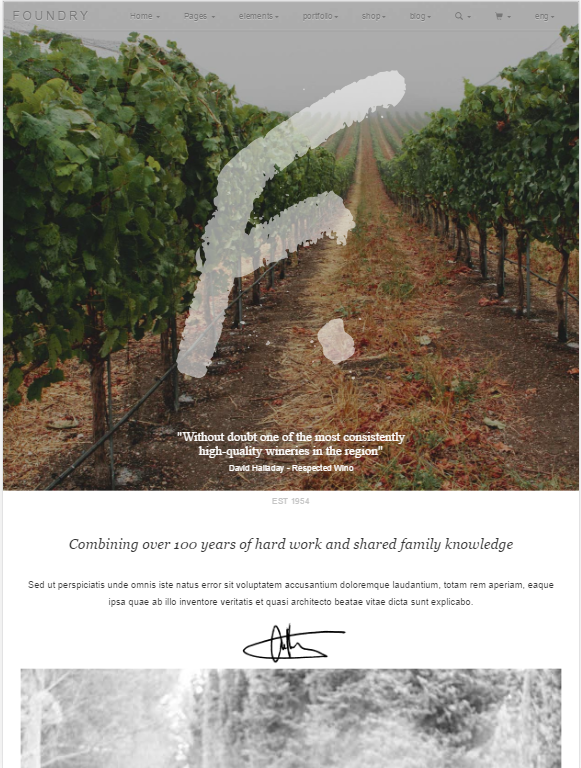 FOUNDRY
Home
Pages
elements
portfolio
shop
blog
eng
F.
"Without doubt one of the most consistently
high-quality wineries in the region"
David Halladay - Respected Wino
EST 1954
Combining over 100 years of hard work and shared family knowledge
Sed ut perspiciatis unde omnis iste natus error sit voluptatem accusantium doloremque laudantium, totam rem aperiam, eaque
ipsa quae ab illo inventore veritatis et quasi architecto beatae vitae dicta sunt explicabo.